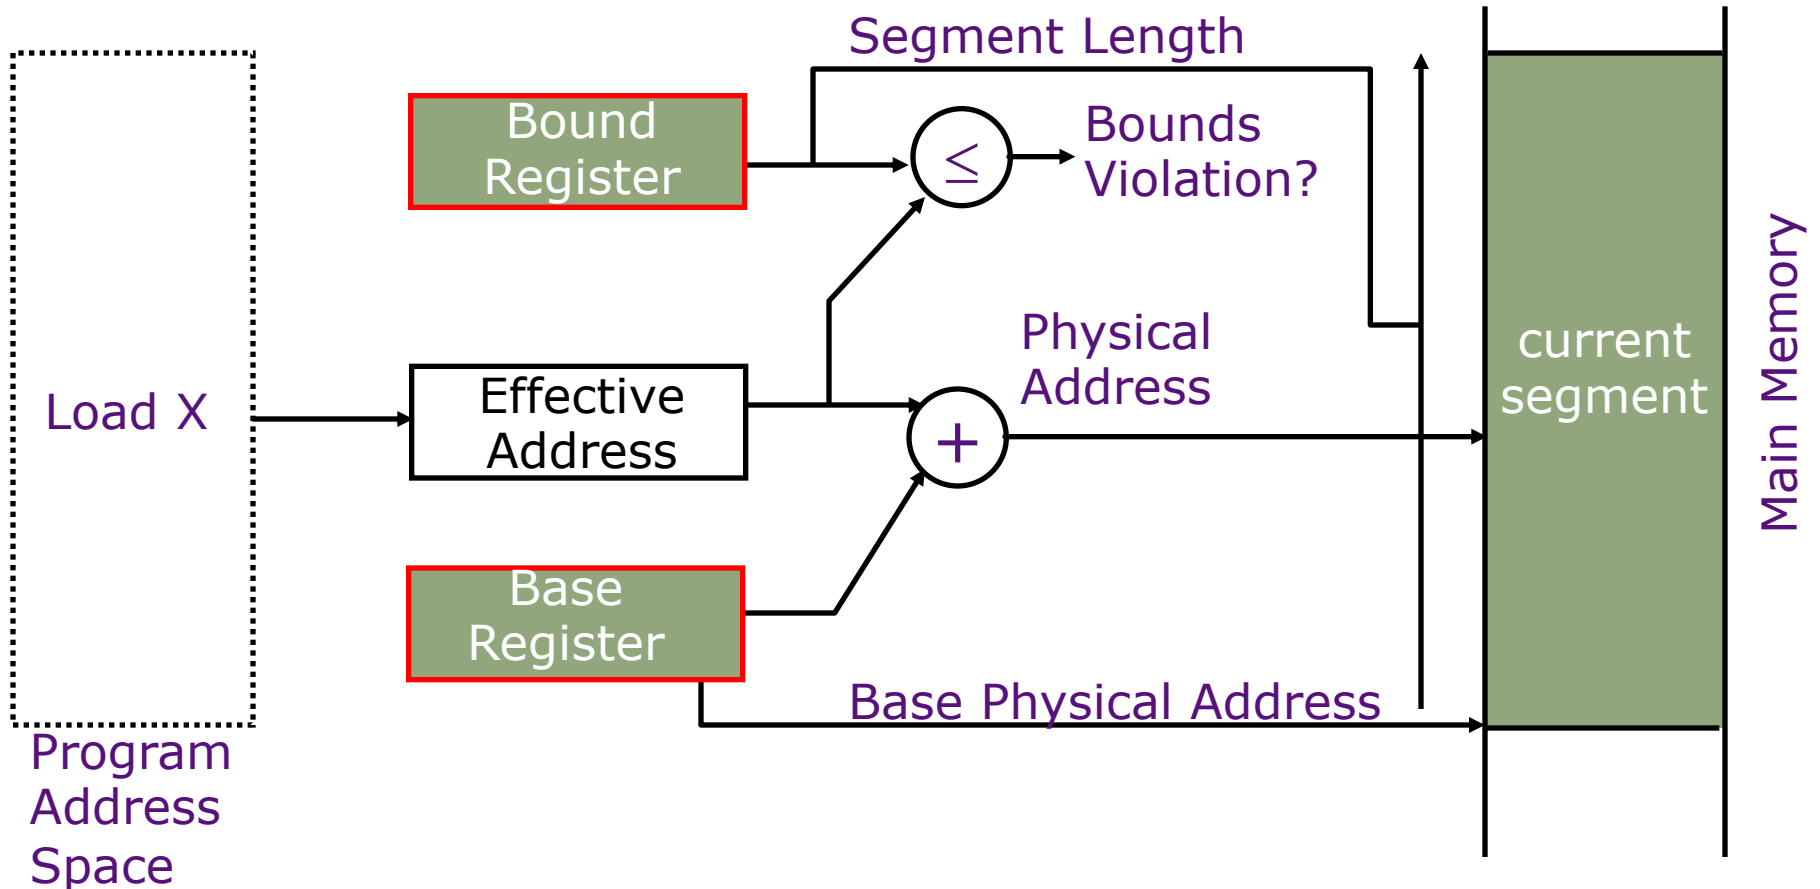 Segment Length
Bound
Register
≤
Bounds
Violation?
Load X
Effective
Address
+
Physical
Address
current
segment
Main Memory
Base
Register
Base Physical Address
Program
Address
Space